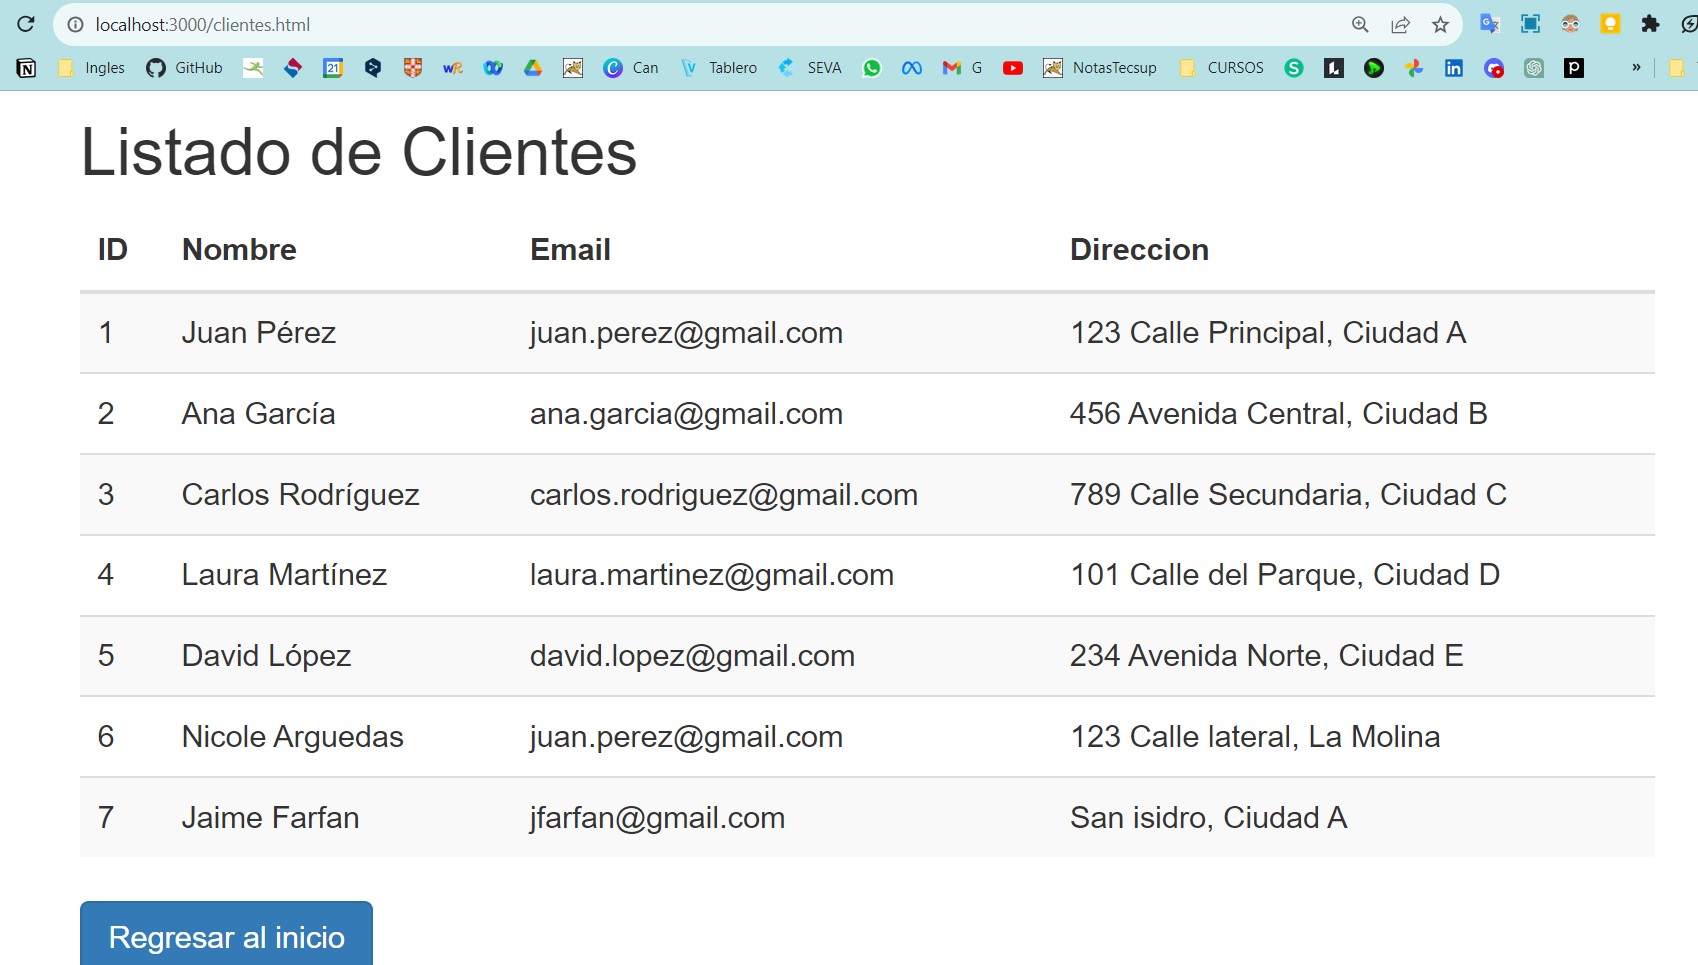 localhost:3000/clientes.html
Ingles GitHub 21 Can Tablero SEVA G NotasTecsup CURSOS »
Listado de Clientes
ID Nombre Email Direccion
1 Juan Pérez juan.perez@gmail.com 123 Calle Principal, Ciudad A
2 Ana García ana.garcia@gmail.com 456 Avenida Central, Ciudad B
3 Carlos Rodríguez carlos.rodriguez@gmail.com 789 Calle Secundaria, Ciudad C
4 Laura Martínez laura.martinez@gmail.com 101 Calle del Parque, Ciudad D
5 David López david.lopez@gmail.com 234 Avenida Norte, Ciudad E
6 Nicole Arguedas juan.perez@gmail.com 123 Calle lateral, La Molina
7 Jaime Farfan jfarfan@gmail.com San isidro, Ciudad A
Regresar al inicio